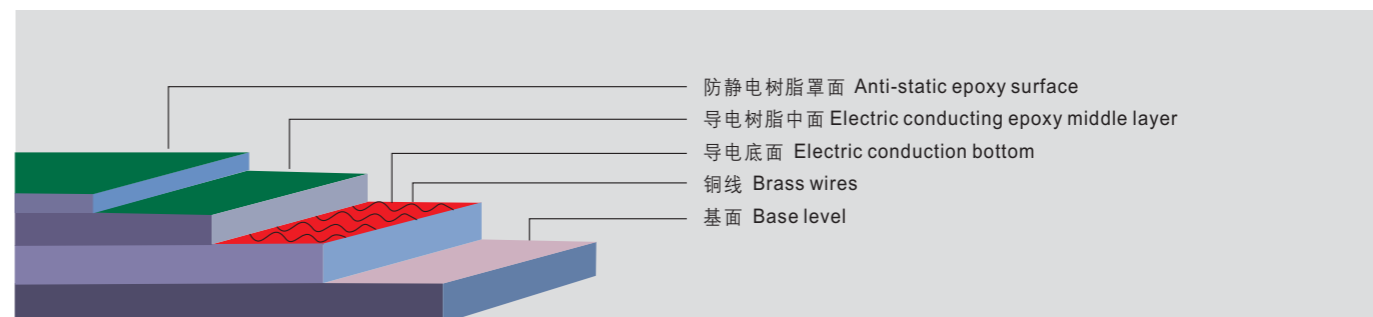 防静电树脂罩面 Anti-static epoxy surface
导电树脂中面 Electric conducting epoxy middle layer
导电底面 Electric conduction bottom
铜线 Brass wires
基面 Base level